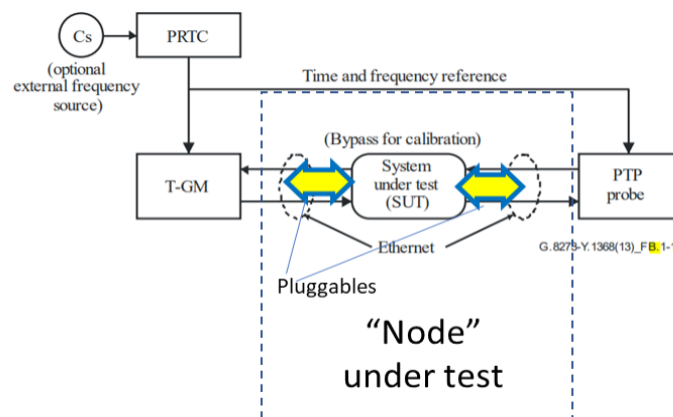 Cs
PRTC
(optional
external frequency
source)
Time and frequency reference
(Bypass for calibration)
T-GM
System
under test
(SUT)
PTP
probe
Ethernet
G.8273-Y.1368(13)_FB.1-1
Pluggables
“Node”
under test